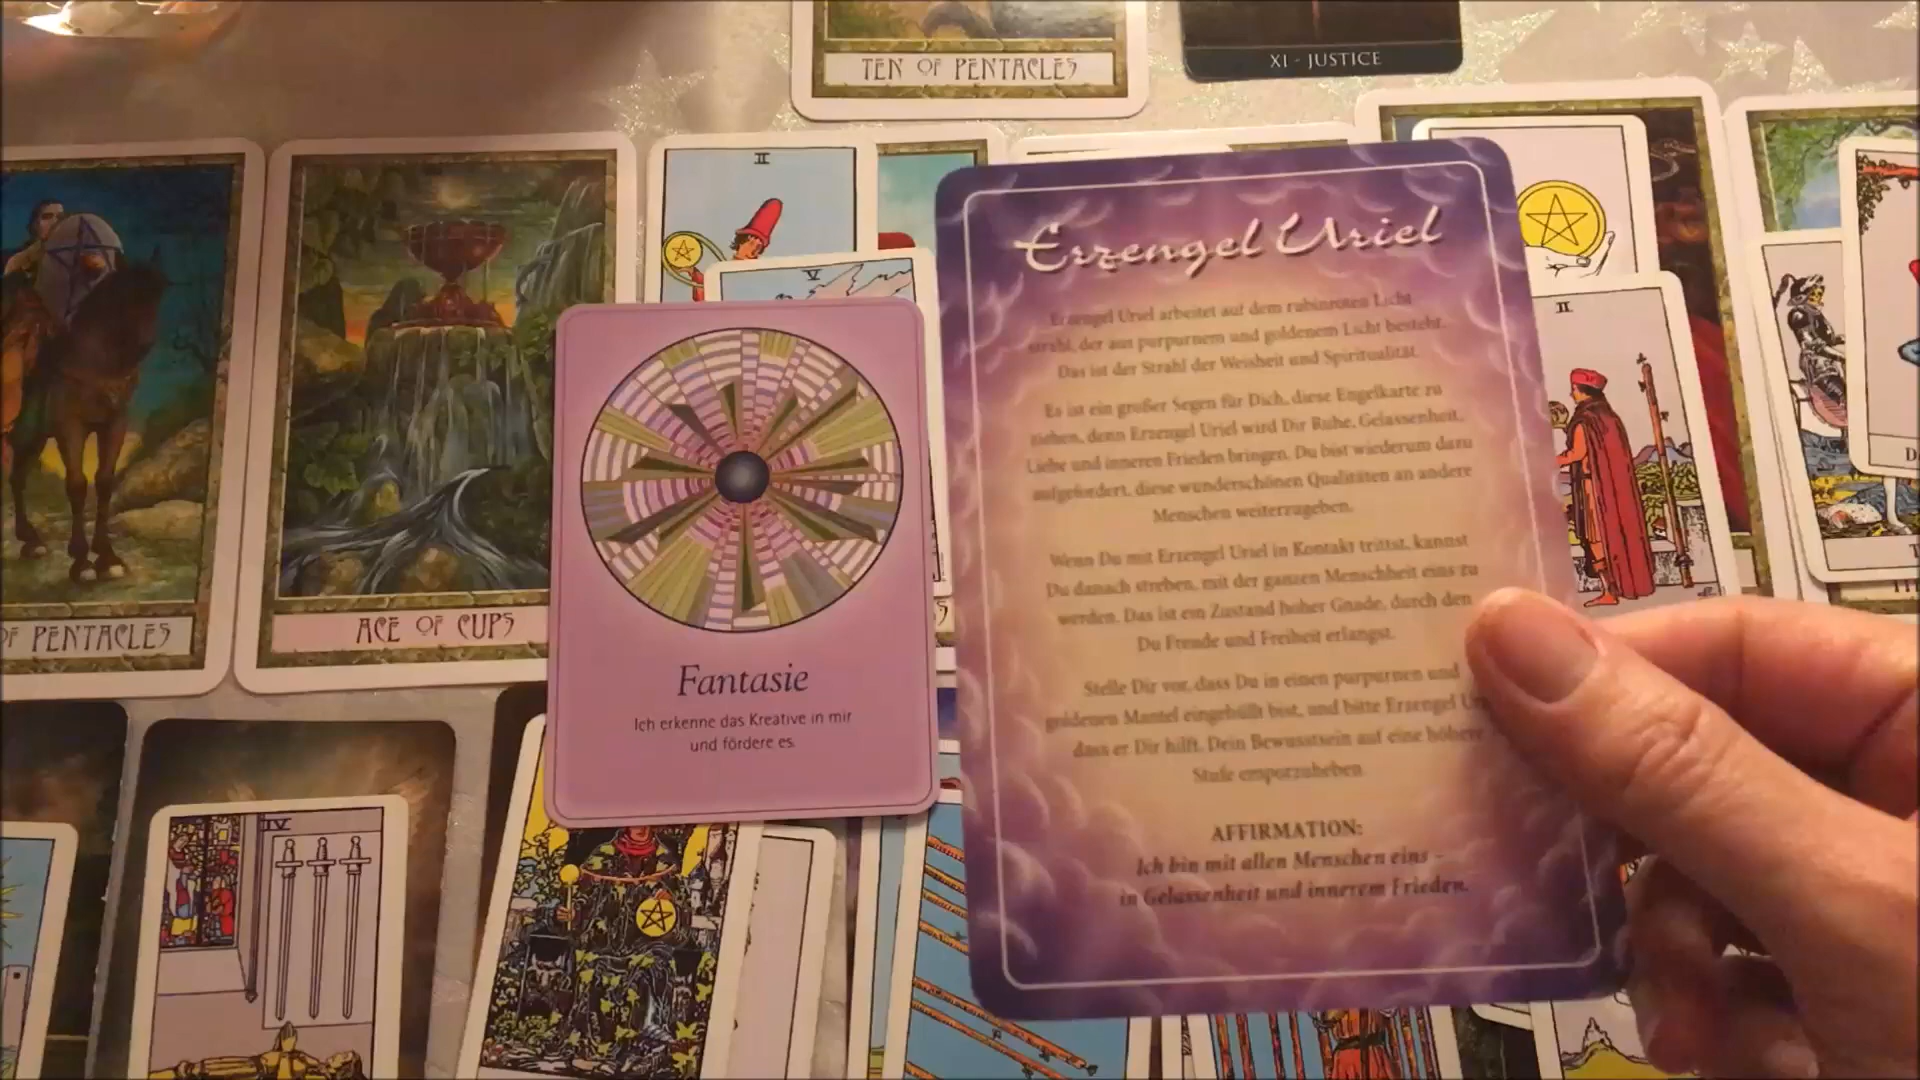 TEN OF PENTACLES
XI - JUSTICE
II
V
II
OF PENTACLES
ACE OF CUPS
Fantasie
Ich erkenne das Kreative in mir
und fördere es.
IV
Erzengel Uriel
Erzengel Uriel arbeitet auf dem rubinroten Licht
strahl, der aus purpurnem und goldenem Licht besteht.
Das ist der Strahl der Weisheit und Spiritualität.
Es ist ein großer Segen für Dich, diese Engelkarte zu
ziehen, denn Erzengel Uriel wird Dir Ruhe, Gelassenheit,
Liebe und inneren Frieden bringen. Du bist wiederum dazu
aufgefordert, diese wunderschönen Qualitäten an andere
Menschen weiterzugeben.
Wenn Du mit Erzengel Uriel in Kontakt trittst, kannst
Du danach streben, mit der ganzen Menschheit eins zu
werden. Das ist ein Zustand hoher Gnade, durch den
Du Freude und Freiheit erlangst.
Stelle Dir vor, dass Du in einen purpurnen und
goldenen Mantel eingehüllt bist, und bitte Erzengel
dass er Dir hilft, Dein Bewusstsein auf eine höhere
Stufe emporzuheben.
AFFIRMATION:
Ich bin mit allen Menschen eins –
in Gelassenheit und innerem Frieden.